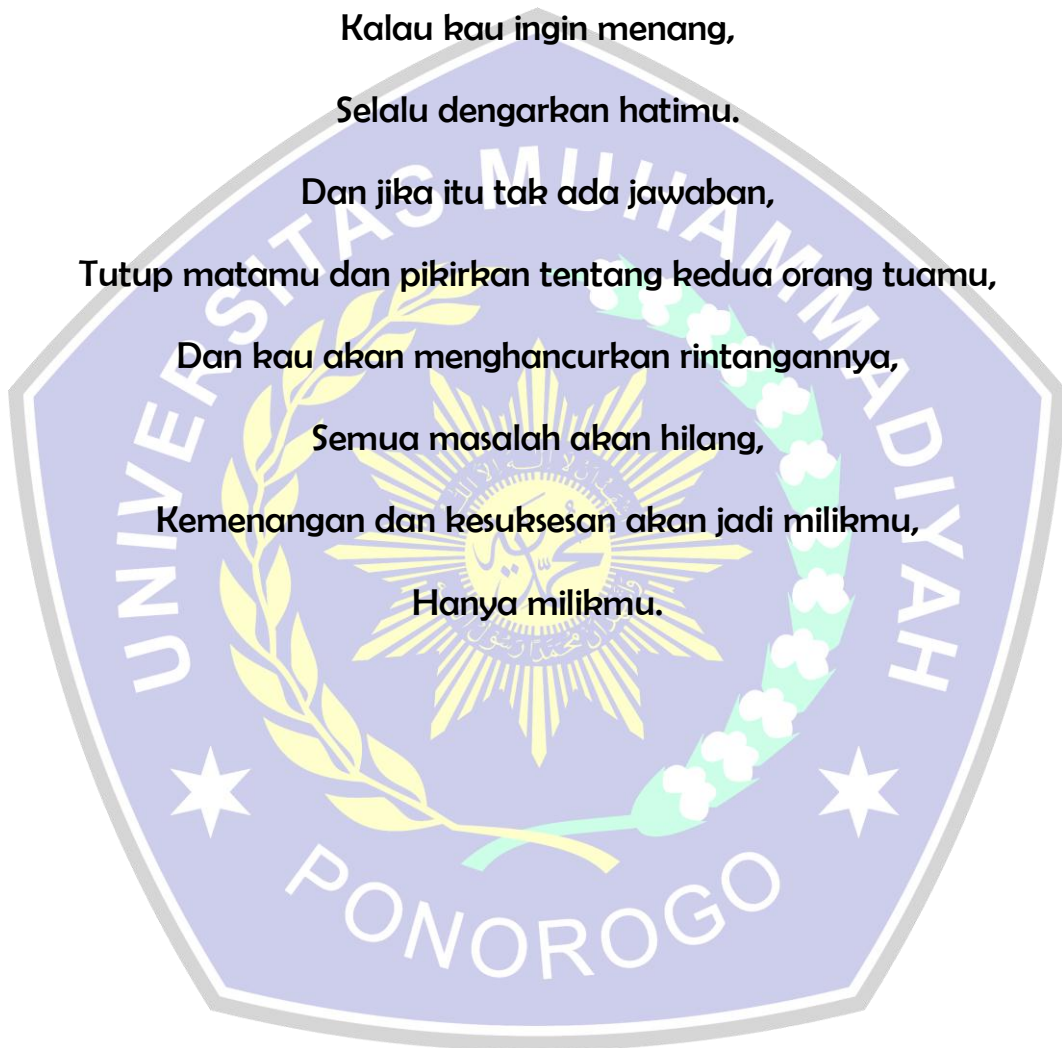 Kalau kau ingin menang,
Selalu dengarkan hatimu.
Dan jika itu tak ada jawaban,
Tutup matamu dan pikirkan tentang kedua orang tuamu,
Dan kau akan menghancurkan rintangannya,
Semua masalah akan hilang,
Kemenangan dan kesuksesan akan jadi milikmu,
Hanya milikmu.
UNIVERSITAS MUHAMMADIYAH
PONOROGO
محمدية